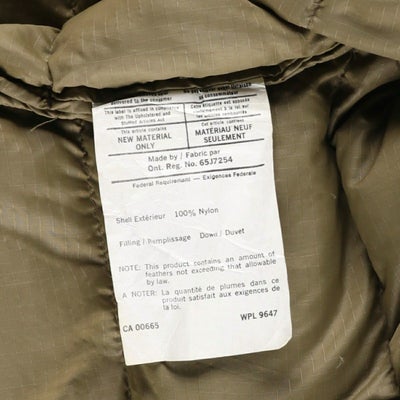 delivered to the consumer
This label is affixed in compliance
with The Upholstered and
Stuffed Articles Act
This article contains
NEW MATERIAL
ONLY
Cette étiquette est apposée
conformément à la loi sur
les articles rembourrés
Cet article contient
MATÉRIAU NEUF
SEULEMENT
Made by / Fabric par
Ont. Reg. No. 65J7254
Federal Requirement — Exigences Federale
Shell Extérieur 100% Nylon
Filling / Remplissage Down / Duvet
NOTE: This product contains an amount of
feathers not exceeding that allowable
by law.
A NOTER: La quantité de plumes dans ce
produit satisfait aux exigences de
la loi.
CA 00665 WPL 9647